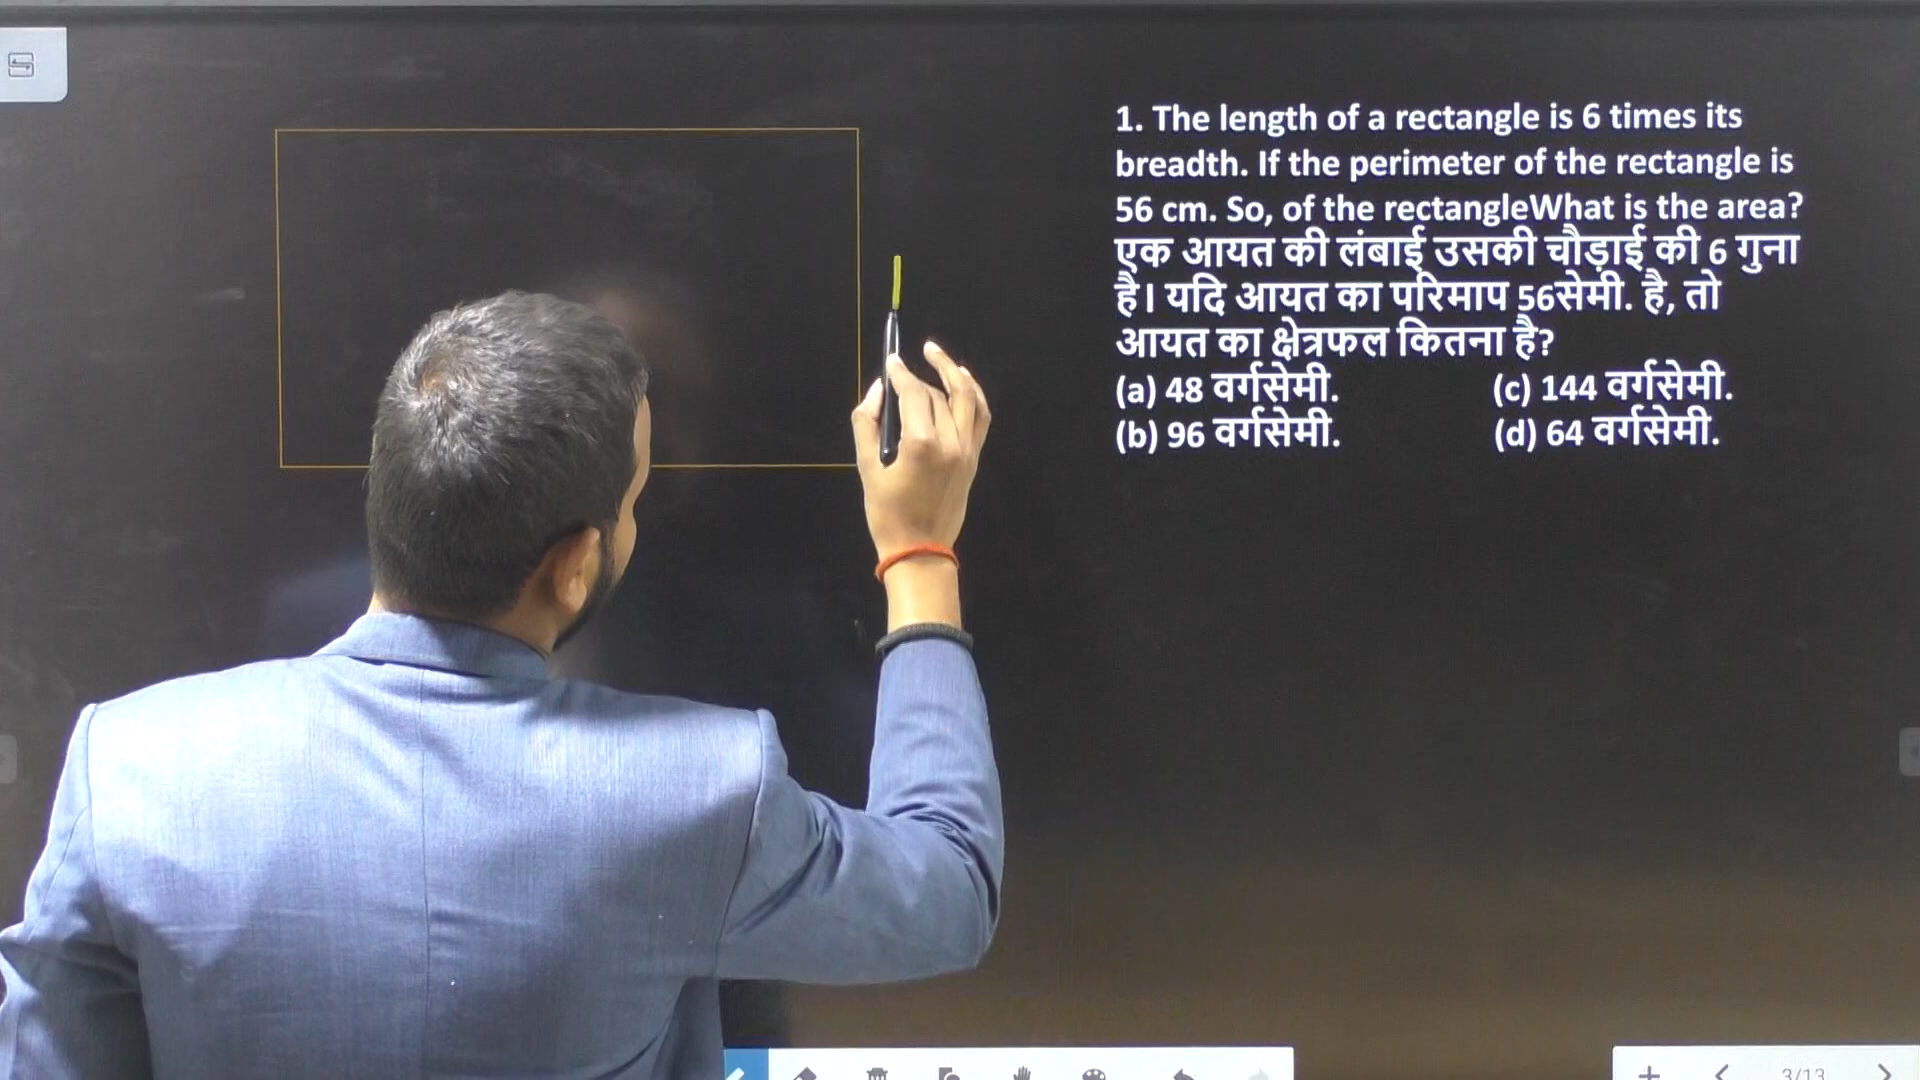 1. The length of a rectangle is 6 times its
breadth. If the perimeter of the rectangle is
56 cm. So, of the rectangleWhat is the area?
एक आयत की लंबाई उसकी चौड़ाई की 6 गुना
है। यदि आयत का परिमाप 56सेमी. है, तो
आयत का क्षेत्रफल कितना है?
(a) 48 वर्गसेमी. (c) 144 वर्गसेमी.
(b) 96 वर्गसेमी. (d) 64 वर्गसेमी.
3/13